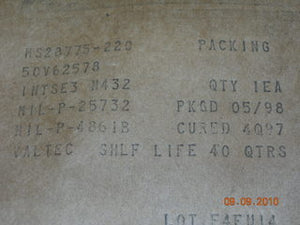 MS28775-220 PACKING
5CV62578
INTSE3 N432 QTY 1EA
MIL-P-25732 PKGD 05/98
MIL-P-4861B CURED 4Q97
VALTEC SHLF LIFE 40 QTRS
09.09.2010
LOT